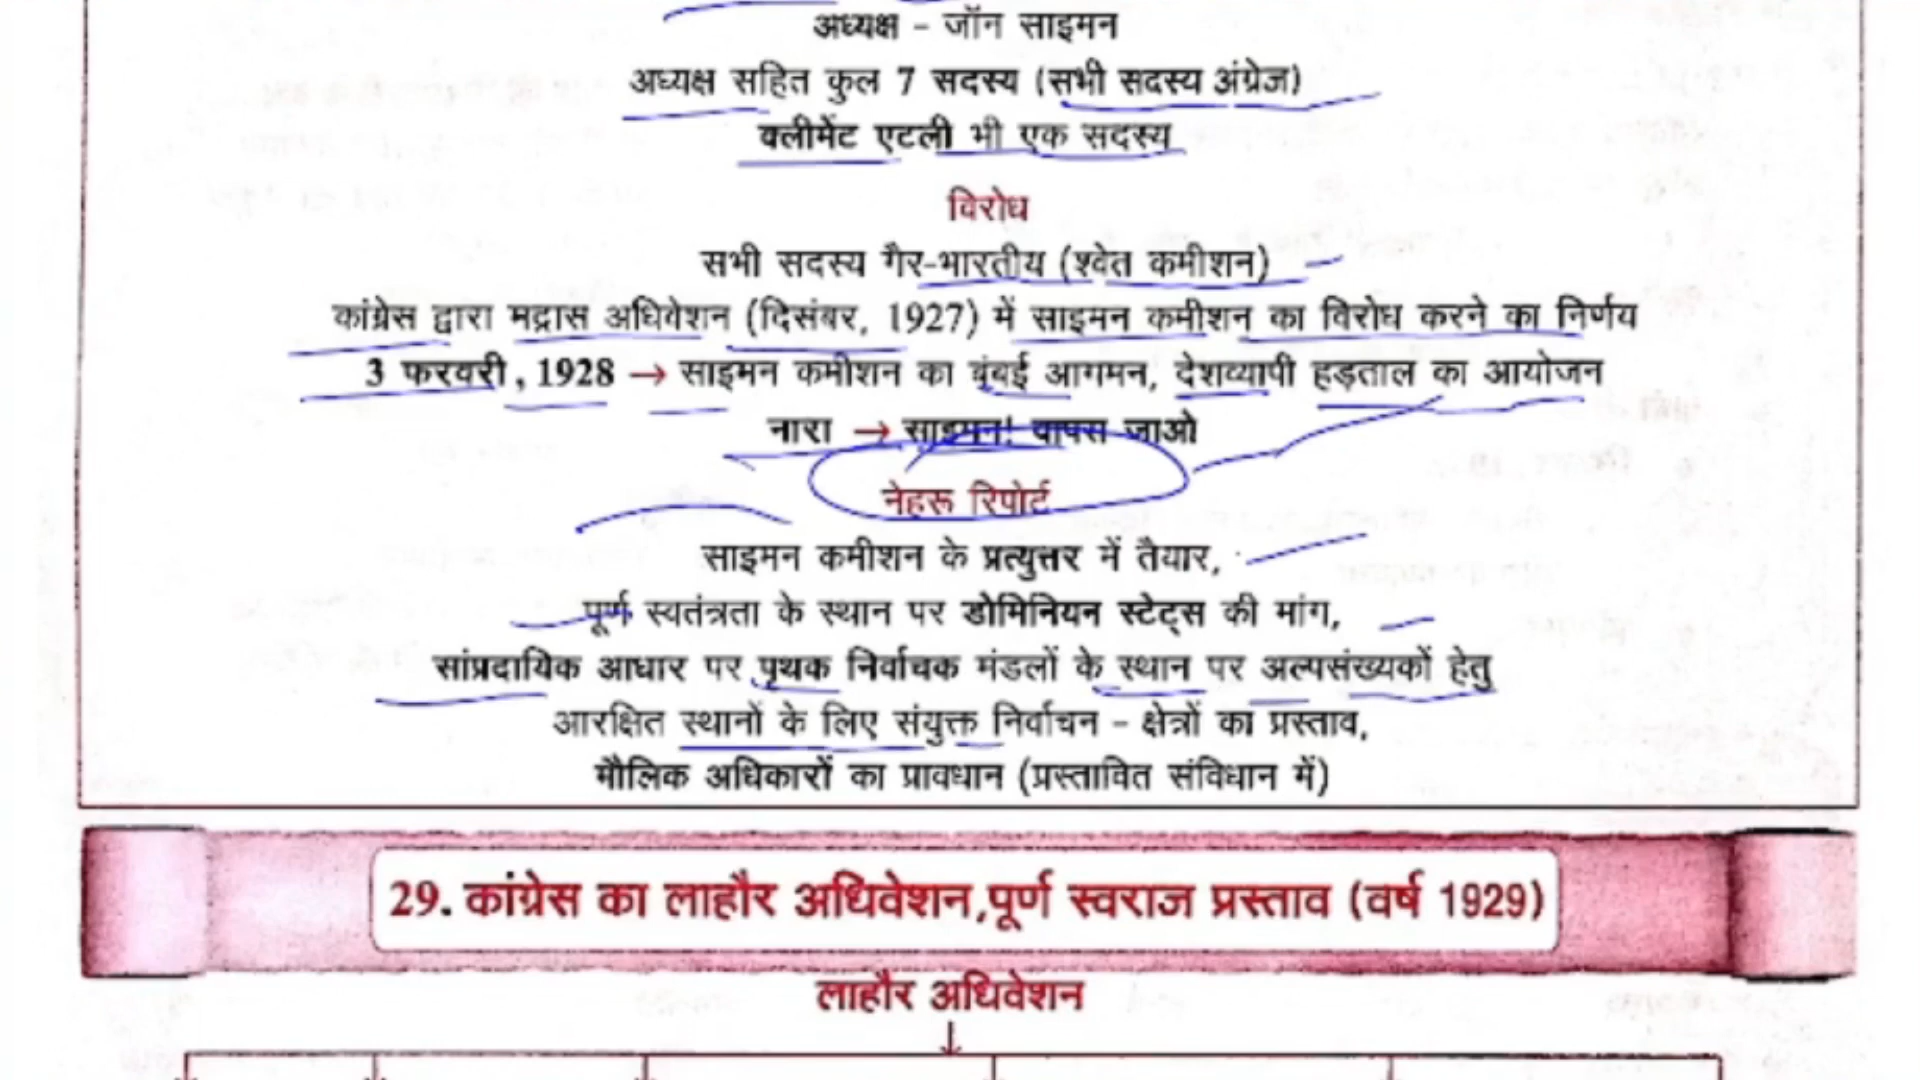 अध्यक्ष - जॉन साइमन
अध्यक्ष सहित कुल 7 सदस्य (सभी सदस्य अंग्रेज)
क्लीमेंट एटली भी एक सदस्य
विरोध
सभी सदस्य गैर-भारतीय (श्वेत कमीशन)
कांग्रेस द्वारा मद्रास अधिवेशन (दिसंबर, 1927) में साइमन कमीशन का विरोध करने का निर्णय
3 फरवरी, 1928 → साइमन कमीशन का बंबई आगमन, देशव्यापी हड़ताल का आयोजन
नारा → साइमन! वापस जाओ
नेहरू रिपोर्ट
साइमन कमीशन के प्रत्युत्तर में तैयार,
पूर्ण स्वतंत्रता के स्थान पर डोमिनियन स्टेट्स की मांग,
सांप्रदायिक आधार पर पृथक निर्वाचक मंडलों के स्थान पर अल्पसंख्यकों हेतु
आरक्षित स्थानों के लिए संयुक्त निर्वाचन - क्षेत्रों का प्रस्ताव,
मौलिक अधिकारों का प्रावधान (प्रस्तावित संविधान में)
29. कांग्रेस का लाहौर अधिवेशन,पूर्ण स्वराज प्रस्ताव (वर्ष 1929)
लाहौर अधिवेशन